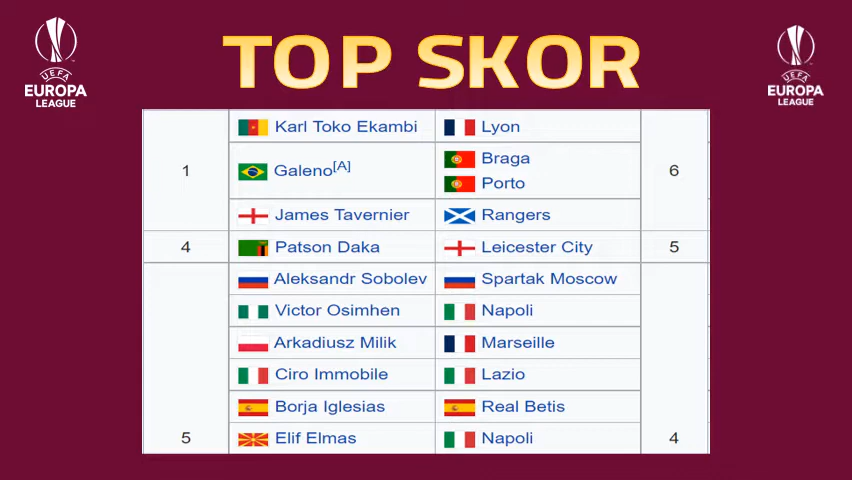 UEFA
EUROPA
LEAGUE
TOP SKOR
UEFA
EUROPA
LEAGUE
1
Karl Toko Ekambi Lyon
Galeno[A] Braga
Porto
6
James Tavernier Rangers
4 Patson Daka Leicester City 5
Aleksandr Sobolev Spartak Moscow
Victor Osimhen Napoli
Arkadiusz Milik Marseille
Ciro Immobile Lazio
Borja Iglesias Real Betis
5 Elif Elmas Napoli 4